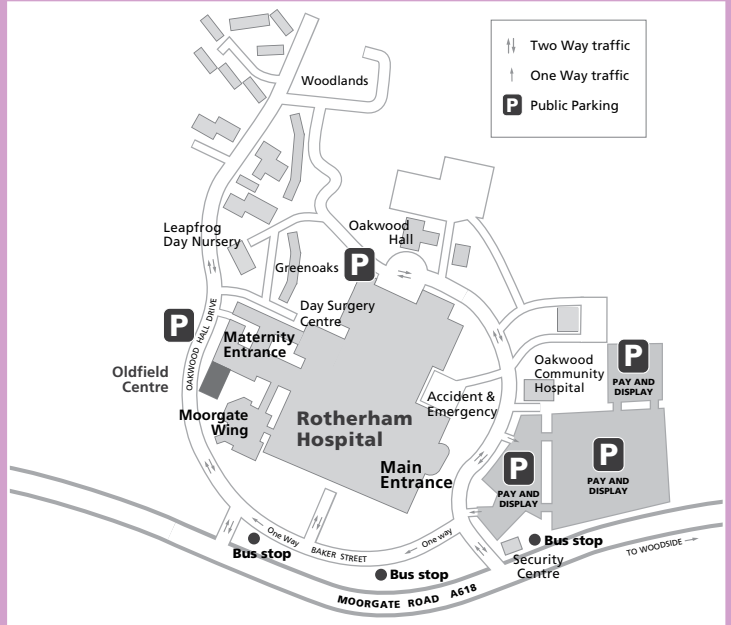 Two Way traffic
One Way traffic
P Public Parking
Woodlands
Leapfrog
Day Nursery
Oakwood
Hall
Greenoaks
P
Day Surgery
Centre
P
OAKWOOD HALL DRIVE
Maternity
Entrance
Oldfield
Centre
Moorgate
Wing
Rotherham
Hospital
Accident &
Emergency
Main
Entrance
Oakwood
Community
Hospital
P
PAY AND
DISPLAY
P
PAY AND
DISPLAY
P
PAY AND
DISPLAY
One Way
BAKER STREET
One way
Bus stop
Bus stop
Bus stop
Security
Centre
TO WOODSIDE
MOORGATE ROAD A618